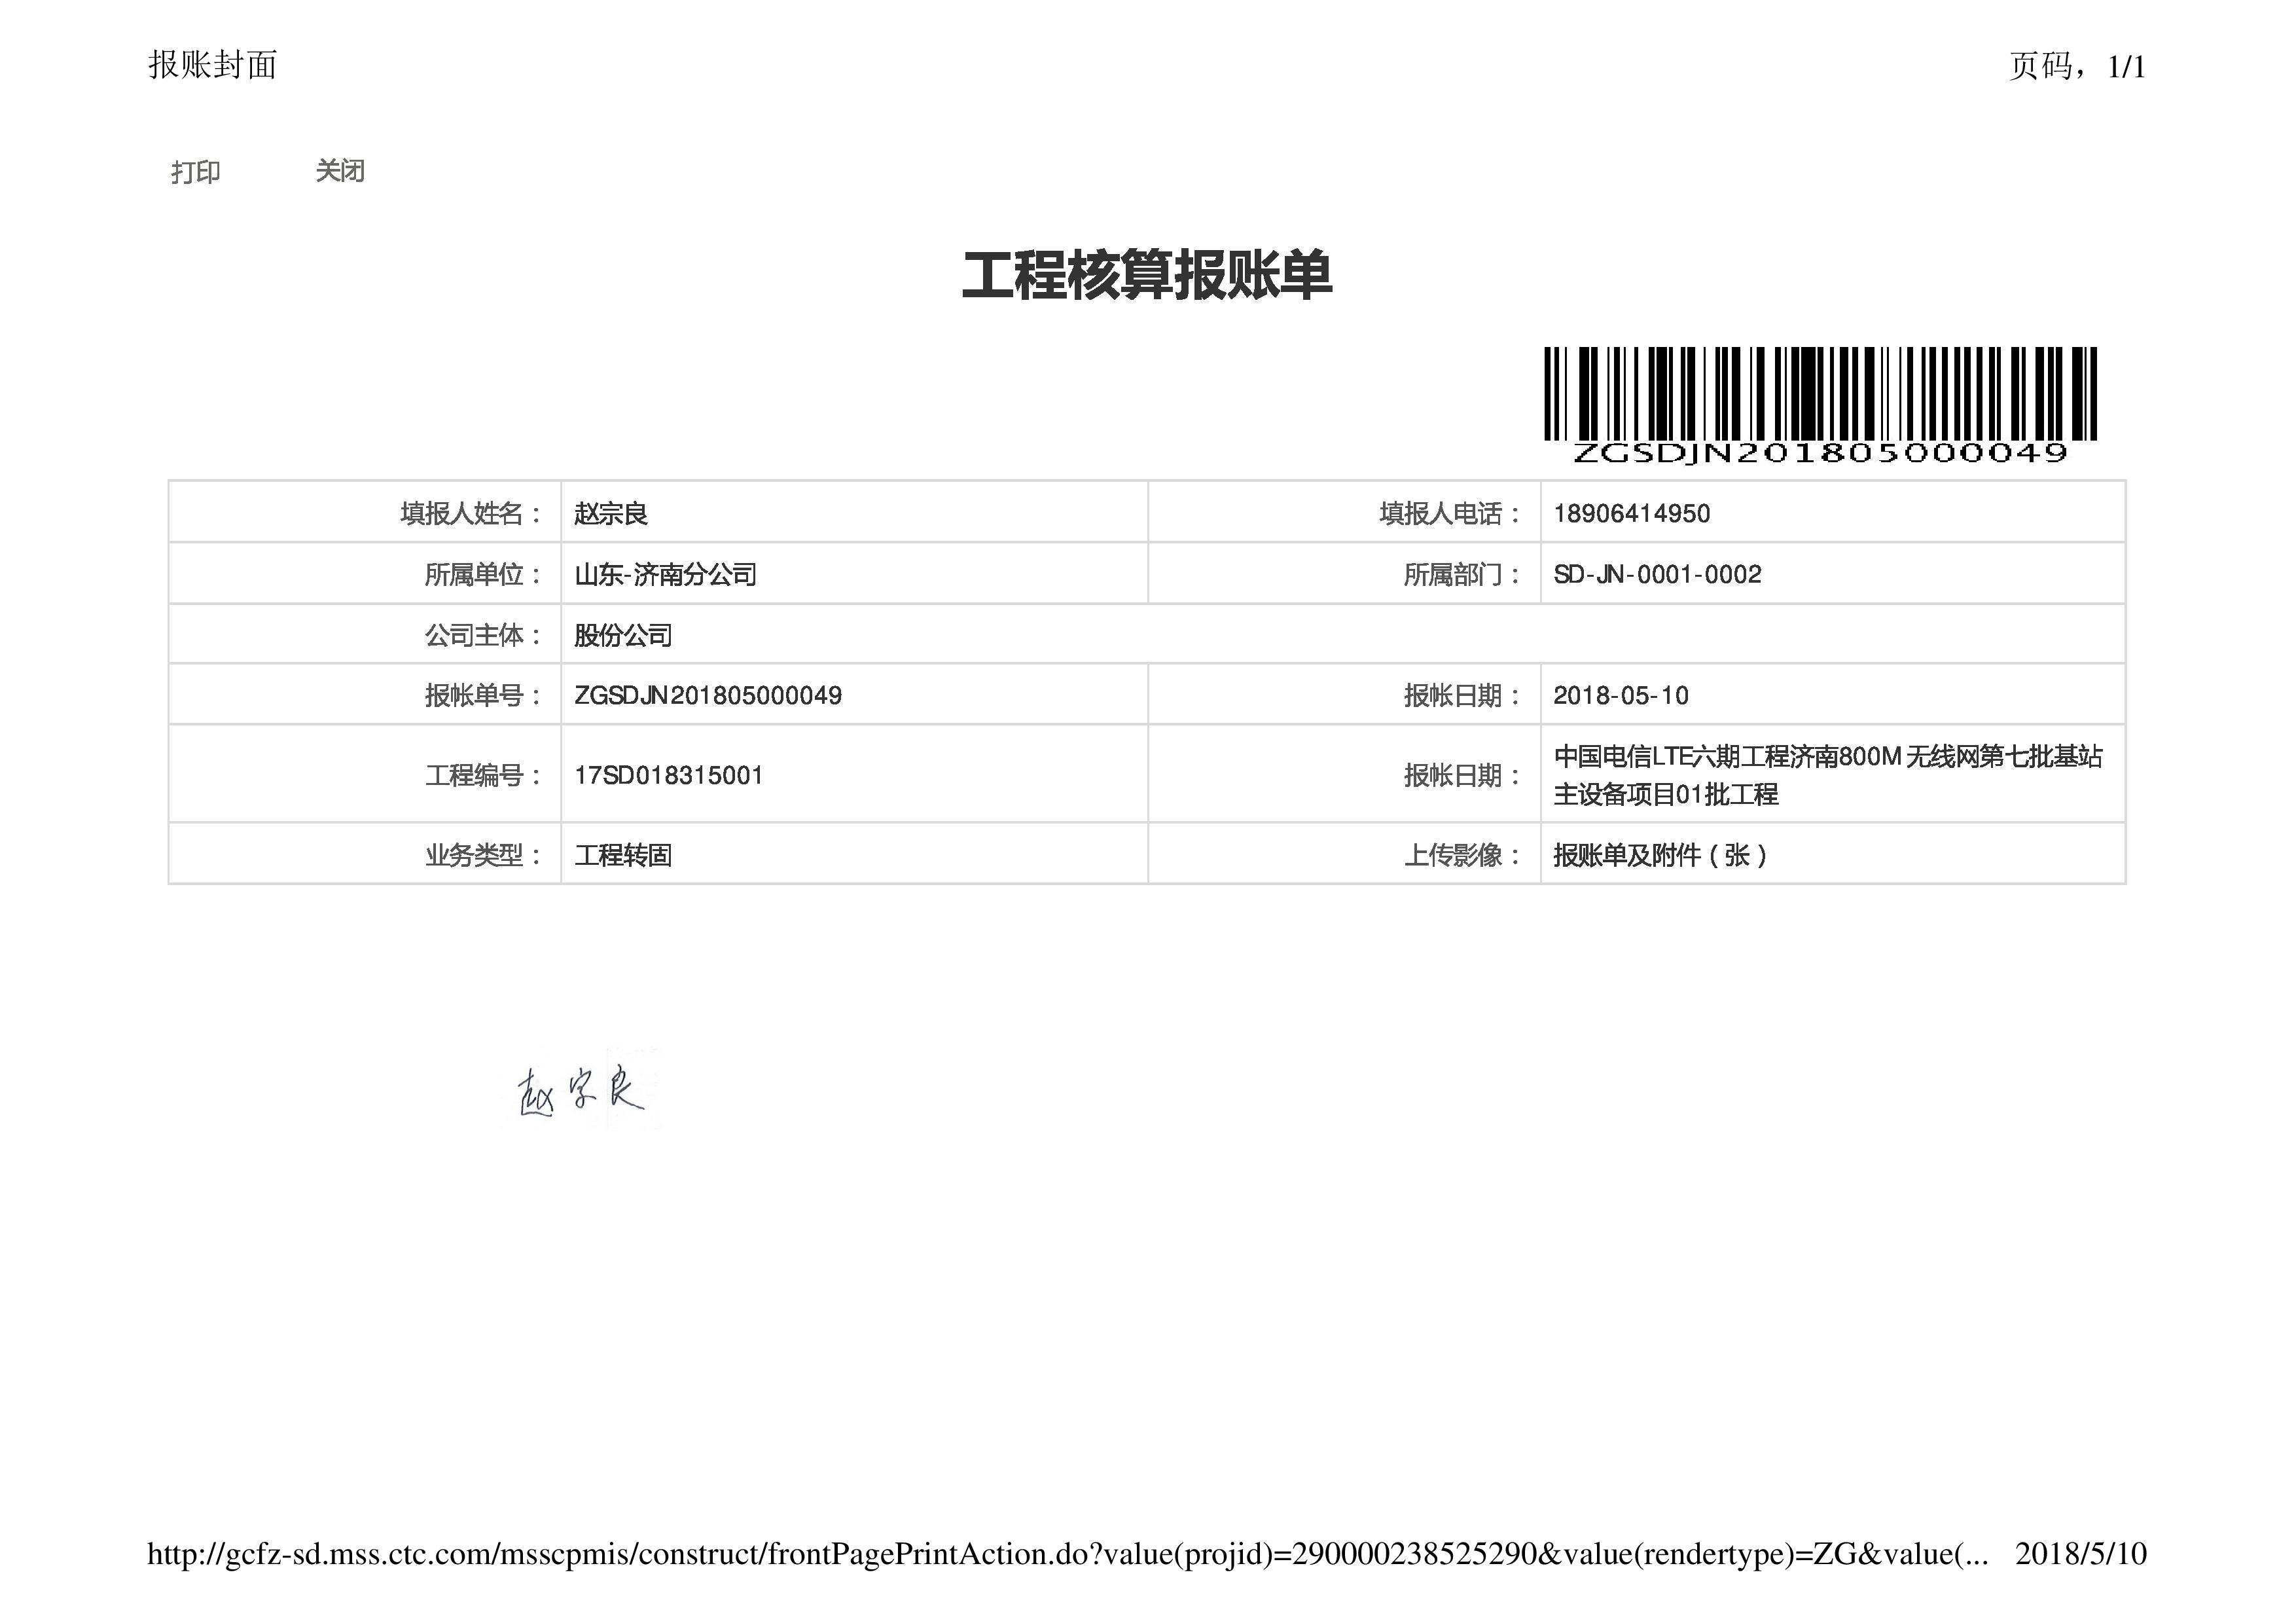 报账封面 页码，1/1
打印 关闭
工程核算报账单
ZGSDJN201805000049
填报人姓名： 赵宗良 填报人电话： 18906414950
所属单位： 山东-济南分公司 所属部门： SD-JN-0001-0002
公司主体： 股份公司
报帐单号： ZGSDJN201805000049 报帐日期： 2018-05-10
工程编号： 17SD018315001 报帐日期： 中国电信LTE六期工程济南800M无线网第七批基站
主设备项目01批工程
业务类型： 工程转固 上传影像： 报账单及附件（张）
赵宗良
http://gcfz-sd.mss.ctc.com/msscpmis/construct/frontPagePrintAction.do?value(projid)=290000238525290&value(rendertype)=ZG&value(... 2018/5/10